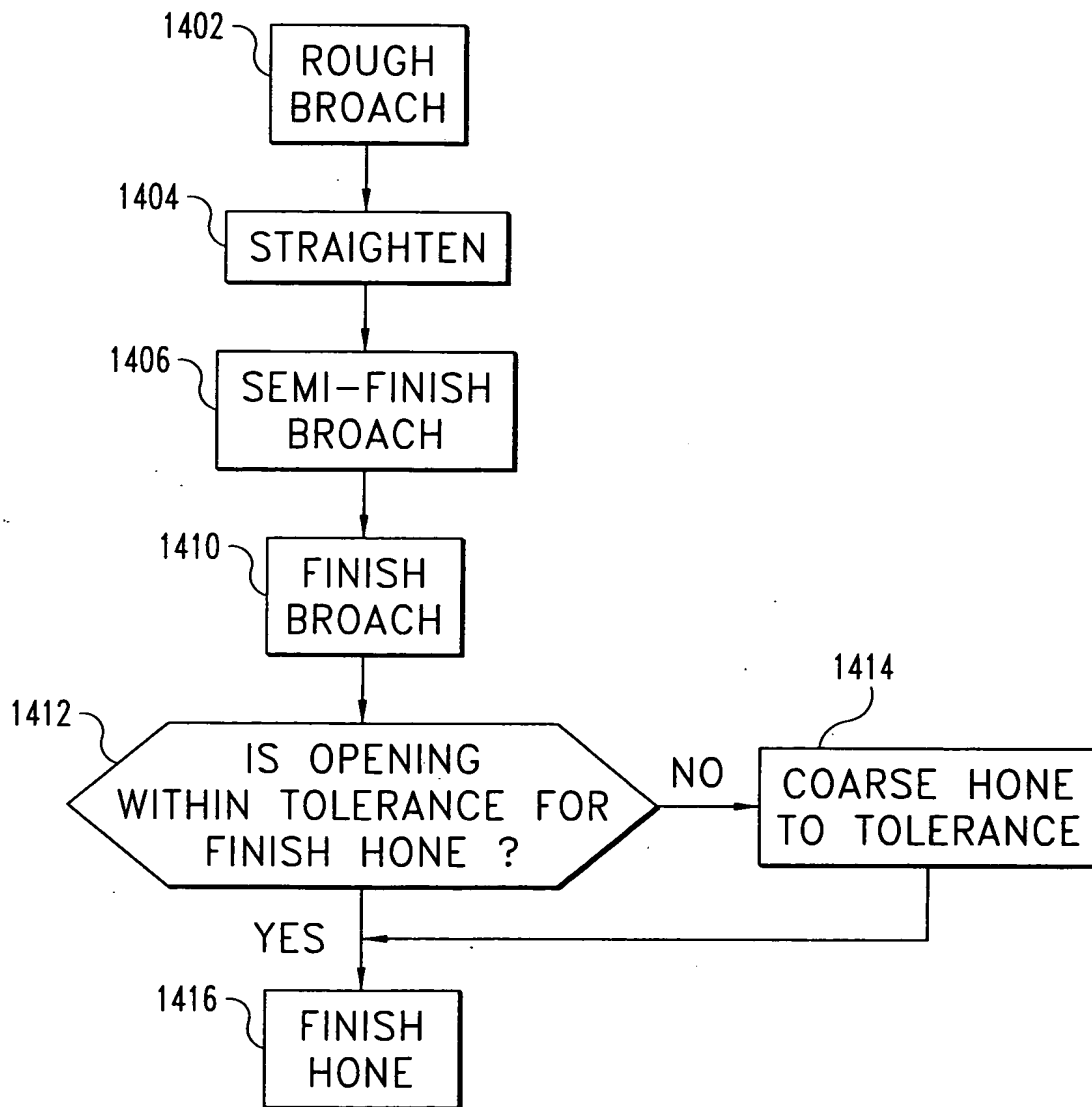 1402
ROUGH
BROACH
1404
STRAIGHTEN
1406
SEMI-FINISH
BROACH
1410
FINISH
BROACH
1412
IS OPENING
WITHIN TOLERANCE FOR
FINISH HONE ?
NO
1414
COARSE HONE
TO TOLERANCE
YES
1416
FINISH
HONE